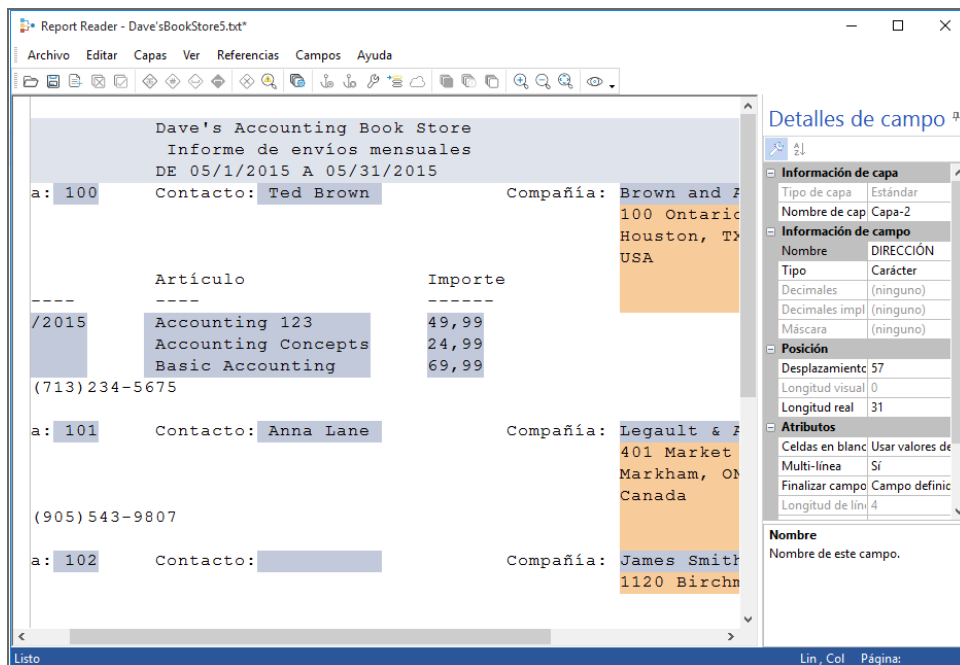 Report Reader - Dave'sBookStore5.txt*
Archivo Editar Capas Ver Referencias Campos Ayuda
Dave's Accounting Book Store
Informe de envíos mensuales
DE 05/1/2015 A 05/31/2015
a: 100 Contacto: Ted Brown Compañía: Brown and A
100 Ontario
Houston, TX
USA
Artículo Importe
---- ---- ------
/2015 Accounting 123 49,99
Accounting Concepts 24,99
Basic Accounting 69,99
(713)234-5675
a: 101 Contacto: Anna Lane Compañía: Legault & A
401 Market
Markham, ON
Canada
(905)543-9807
a: 102 Contacto: Compañía: James Smith
1120 Birchm
Detalles de campo
Información de capa
Tipo de capa Estándar
Nombre de cap Capa-2
Información de campo
Nombre DIRECCIÓN
Tipo Carácter
Decimales (ninguno)
Decimales impl (ninguno)
Máscara (ninguno)
Posición
Desplazamiento 57
Longitud visual 0
Longitud real 31
Atributos
Celdas en blanc Usar valores de
Multi-línea Sí
Finalizar campo Campo definic
Longitud de lín 4
Nombre
Nombre de este campo.
Listo Lin , Col Página: